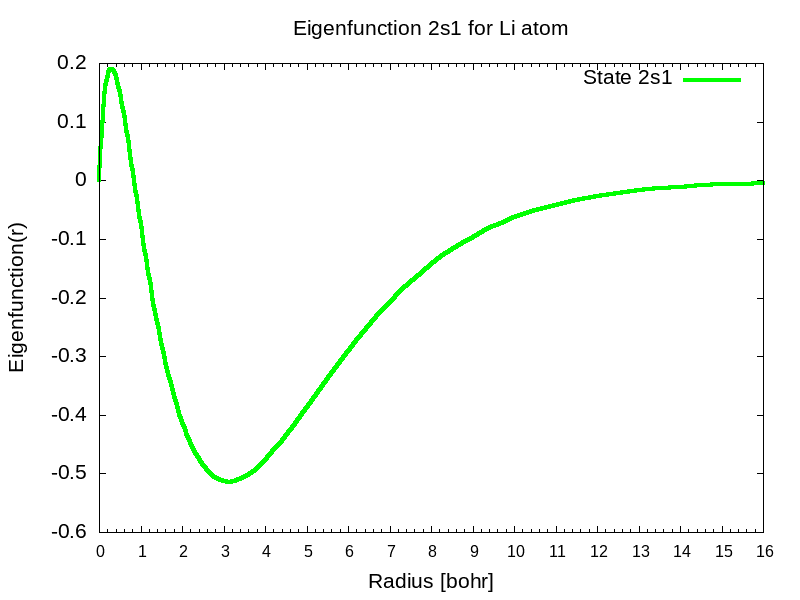 Eigenfunction 2s1 for Li atom
State 2s1
0.2
0.1
0
-0.1
-0.2
-0.3
-0.4
-0.5
-0.6
Eigenfunction(r)
0 1 2 3 4 5 6 7 8 9 10 11 12 13 14 15 16
Radius [bohr]